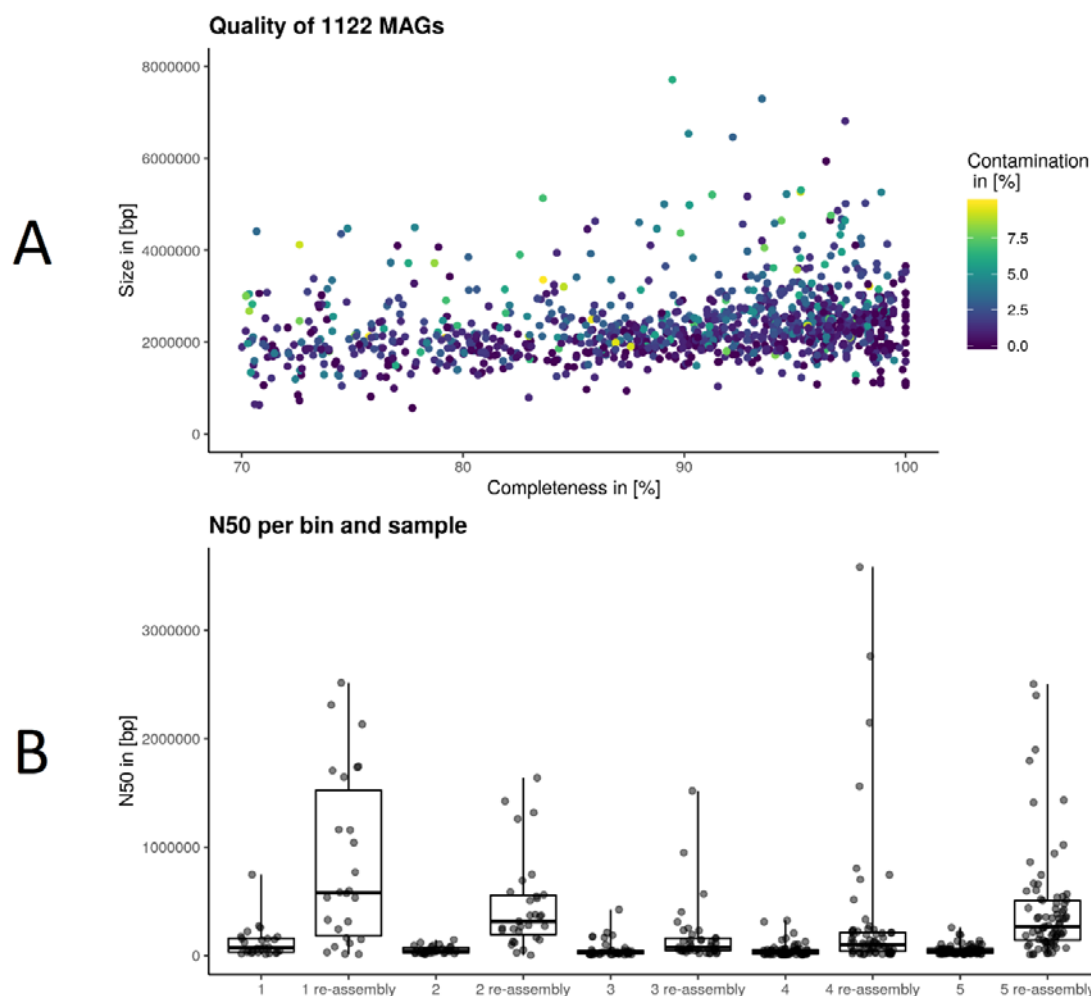 Quality of 1122 MAGs
A
Size in [bp]
8000000
6000000
4000000
2000000
0
70
80
90
100
Completeness in [%]
Contamination
in [%]
7.5
5.0
2.5
0.0
N50 per bin and sample
B
N50 in [bp]
3000000
2000000
1000000
0
1
1 re-assembly
2
2 re-assembly
3
3 re-assembly
4
4 re-assembly
5
5 re-assembly